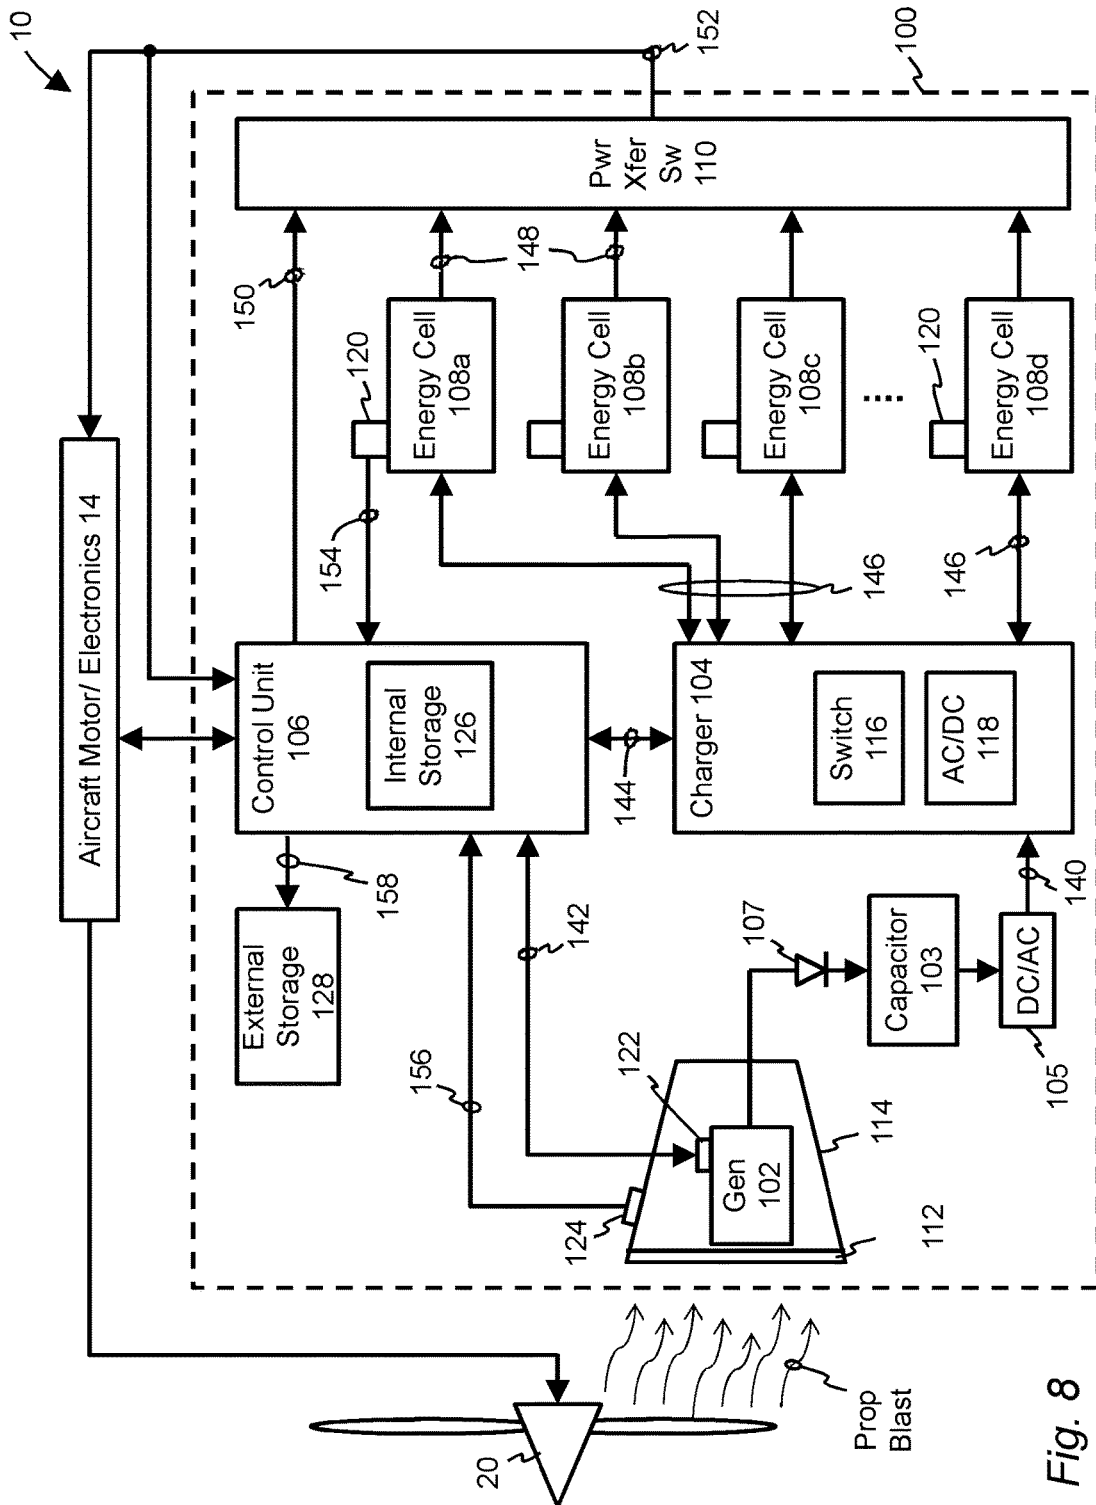 10
152
100
Aircraft Motor/ Electronics 14
Pwr
Xfer
Sw
110
150
148
120
154
Energy Cell
108a
Energy Cell
108b
Energy Cell
108c
.....
120
Energy Cell
108d
146
146
Control Unit
106
Internal
Storage
126
144
Charger 104
Switch
116
AC/DC
118
158
External
Storage
128
142
156
140
107
Capacitor
103
DC/AC
105
122
124
Gen
102
114
112
20
Prop
Blast
Fig. 8